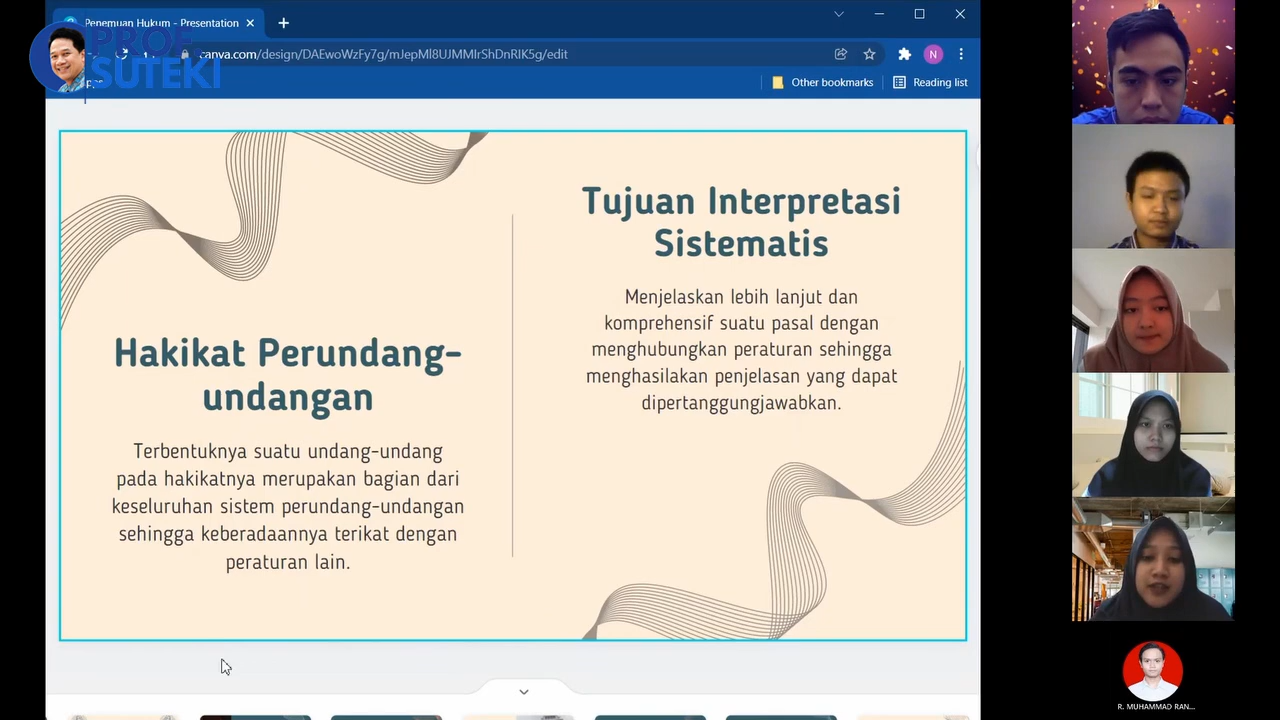 Penemuan Hukum - Presentation
PROF.
SUTEKI
canva.com/design/DAEwoWzFy7g/mJepMl8UJMMIrShDnRIK5g/edit
N
Other bookmarks
Reading list
Hakikat Perundang-
undangan
Terbentuknya suatu undang-undang
pada hakikatnya merupakan bagian dari
keseluruhan sistem perundang-undangan
sehingga keberadaannya terikat dengan
peraturan lain.
Tujuan Interpretasi
Sistematis
Menjelaskan lebih lanjut dan
komprehensif suatu pasal dengan
menghubungkan peraturan sehingga
menghasilakan penjelasan yang dapat
dipertanggungjawabkan.
R. MUHAMMAD RAN...